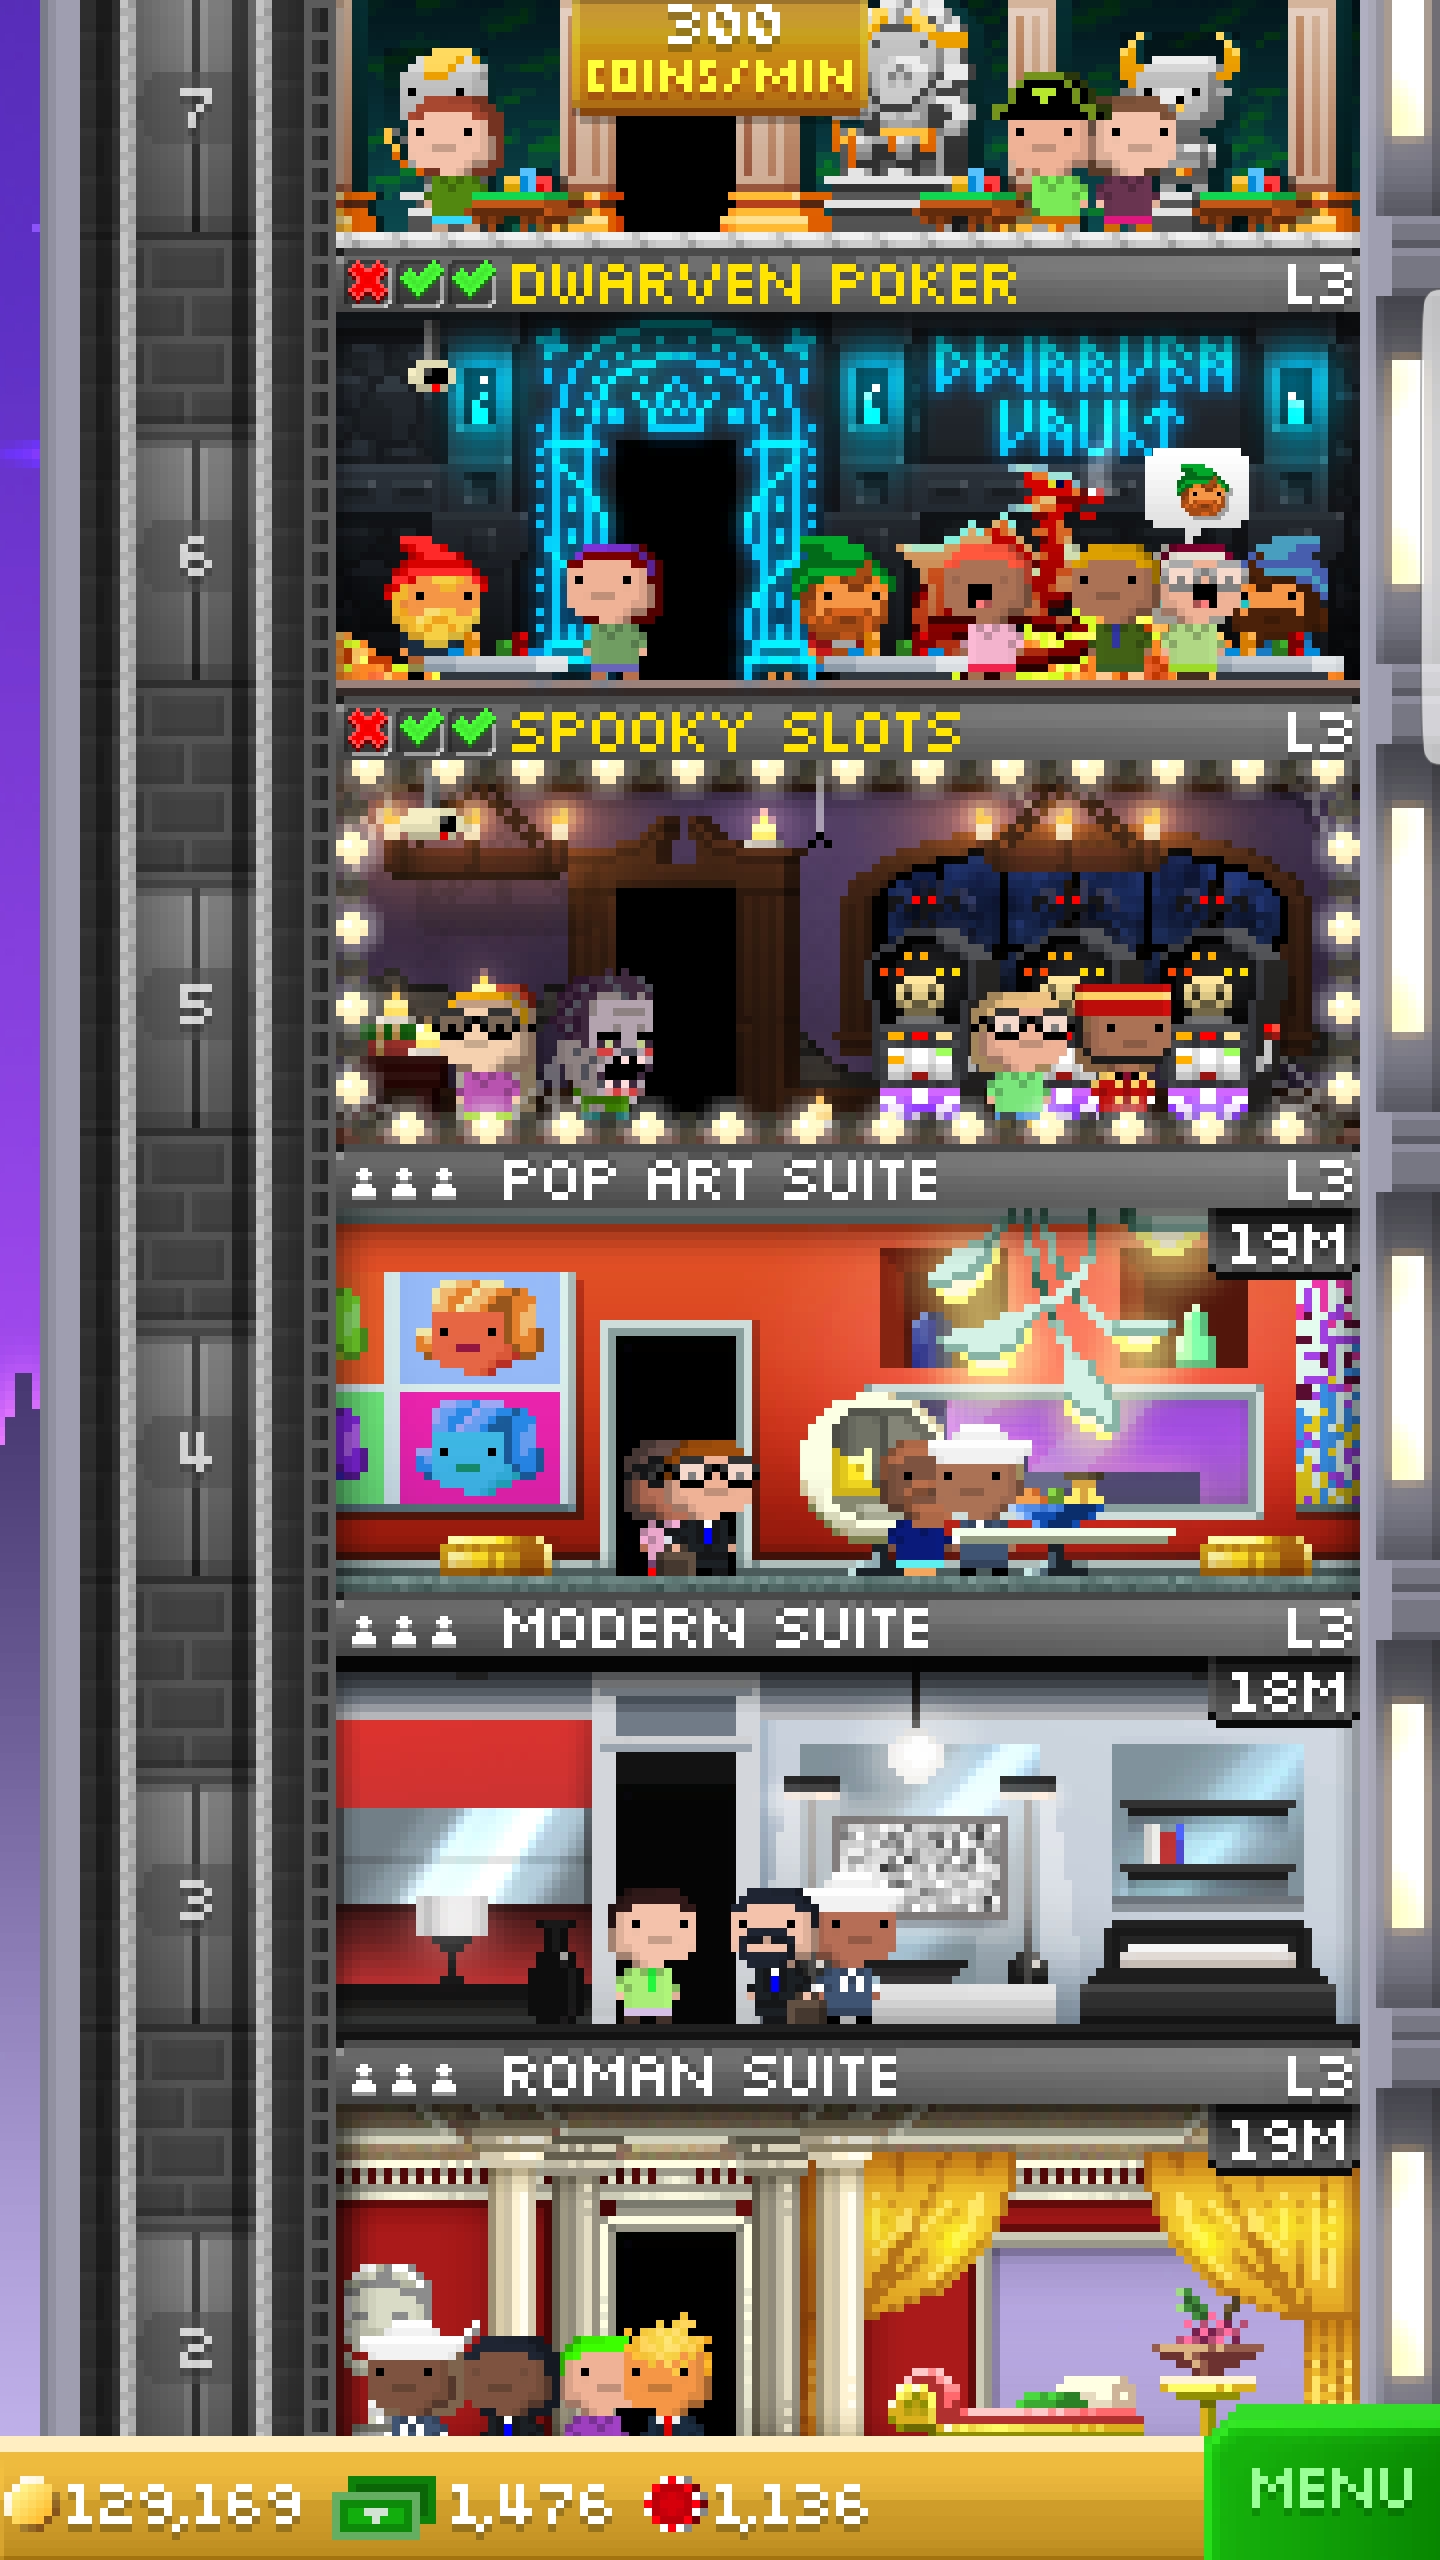 300
COINS/MIN
7
DWARVEN POKER L3
DWARVEN
VAULT
6
SPOOKY SLOTS L3
5
POP ART SUITE L3
19M
4
MODERN SUITE L3
18M
3
ROMAN SUITE L3
19M
2
129,169 1,476 1,136
MENU